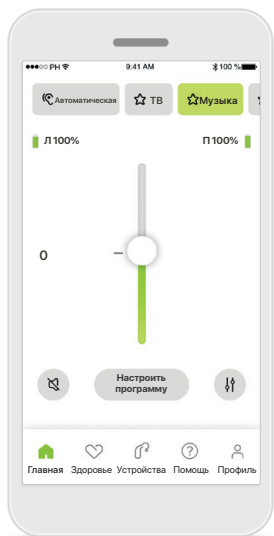 PH 9:41 AM 100 %
Автоматическая ТВ Музыка
Л 100% П 100%
0
Настроить
программу
Главная Здоровье Устройства Помощь Профиль